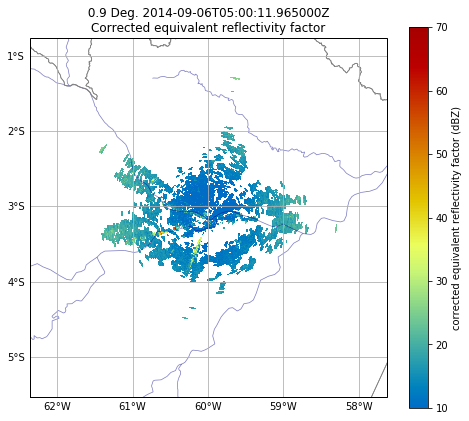 0.9 Deg. 2014-09-06T05:00:11.965000Z
Corrected equivalent reflectivity factor
1°S
2°S
3°S
4°S
5°S
62°W 61°W 60°W 59°W 58°W
70
60
50
40
30
20
10
corrected equivalent reflectivity factor (dBZ)